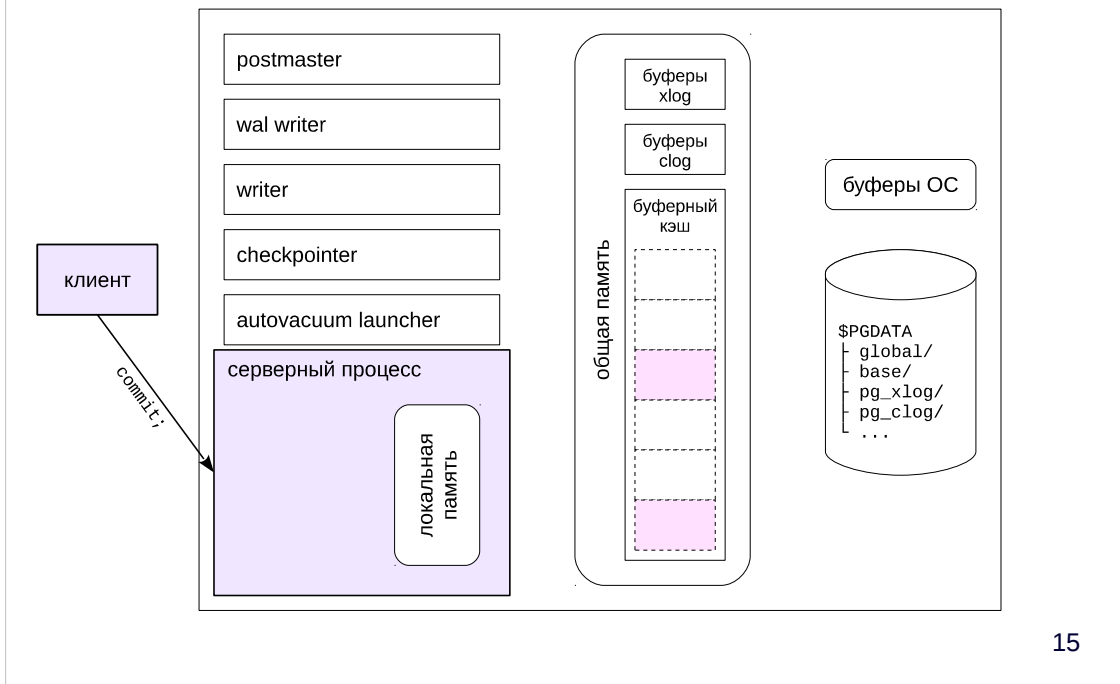 postmaster
wal writer
writer
checkpointer
autovacuum launcher
клиент
commit;
серверный процесс
локальная
память
общая память
буферы
xlog
буферы
clog
буферный
кэш
буферы ОС
$PGDATA
├ global/
├ base/
├ pg_xlog/
├ pg_clog/
└ ...
15